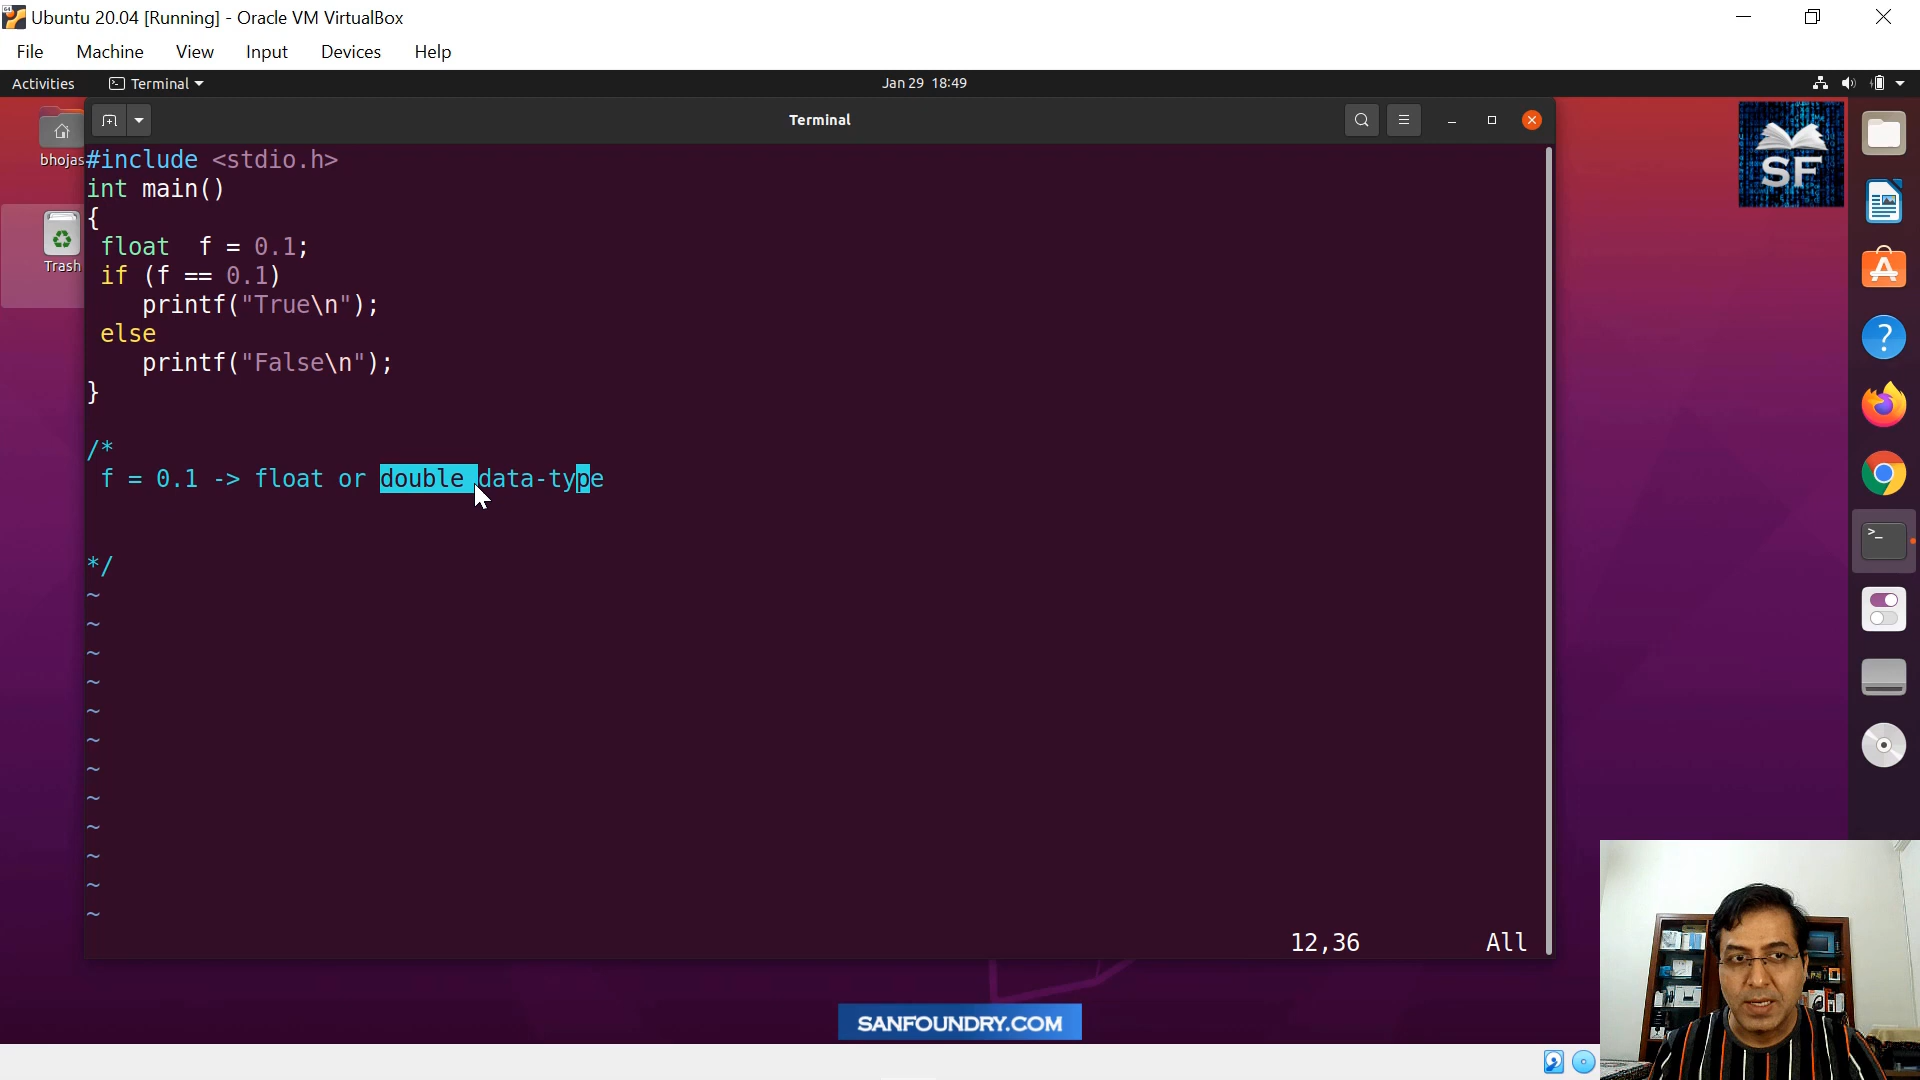 Ubuntu 20.04 [Running] - Oracle VM VirtualBox
File Machine View Input Devices Help
Activities Terminal Jan 29 18:49
Terminal
bhojas
Trash
SF
#include <stdio.h>
int main()
{
 float  f = 0.1;
 if (f == 0.1)
    printf("True\n");
 else
    printf("False\n");
}
/*
 f = 0.1 -> float or double data-type
*/
~
~
~
~
~
~
~
~
~
~
~
~
12,36 All
SANFOUNDRY.COM